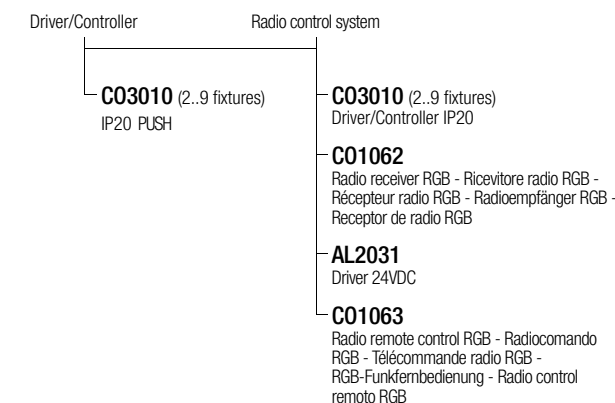 Driver/Controller
Radio control system
CO3010 (2..9 fixtures)
IP20 PUSH
CO3010 (2..9 fixtures)
Driver/Controller IP20
CO1062
Radio receiver RGB - Ricevitore radio RGB -
Récepteur radio RGB - Radioempfänger RGB -
Receptor de radio RGB
AL2031
Driver 24VDC
CO1063
Radio remote control RGB - Radiocomando
RGB - Télécommande radio RGB -
RGB-Funkfernbedienung - Radio control
remoto RGB